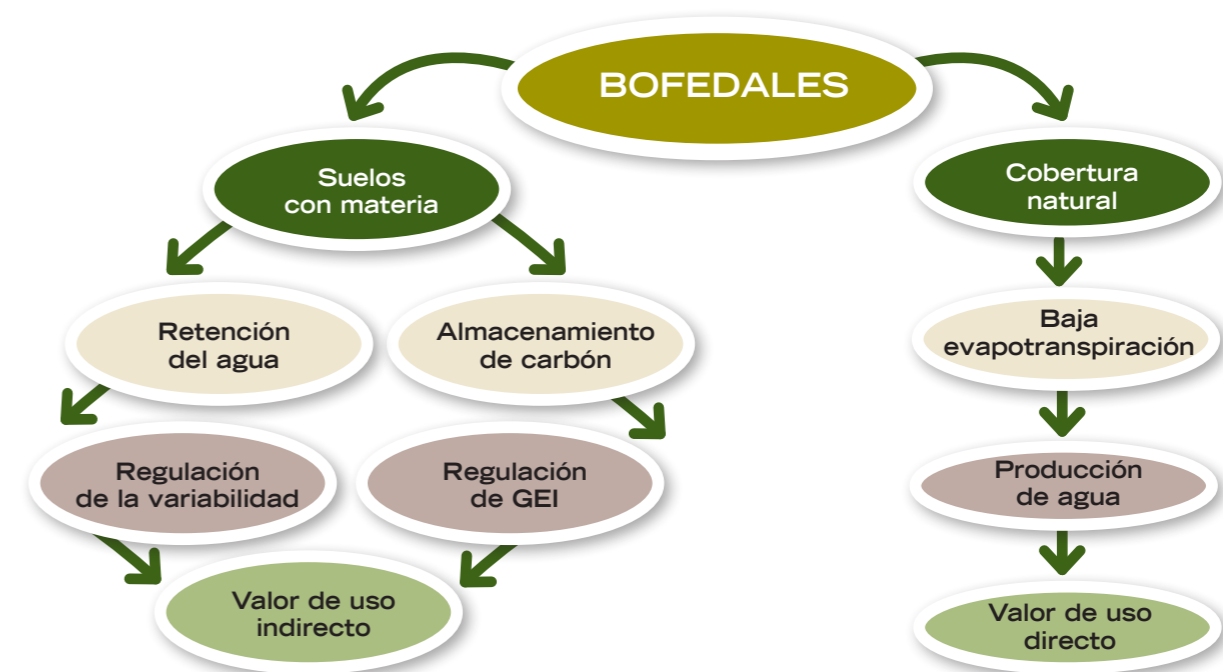 BOFEDALES
Suelos
con materia
Cobertura
natural
Retención
del agua
Almacenamiento
de carbón
Baja
evapotranspiración
Regulación
de la variabilidad
Regulación
de GEI
Producción
de agua
Valor de uso
indirecto
Valor de uso
directo